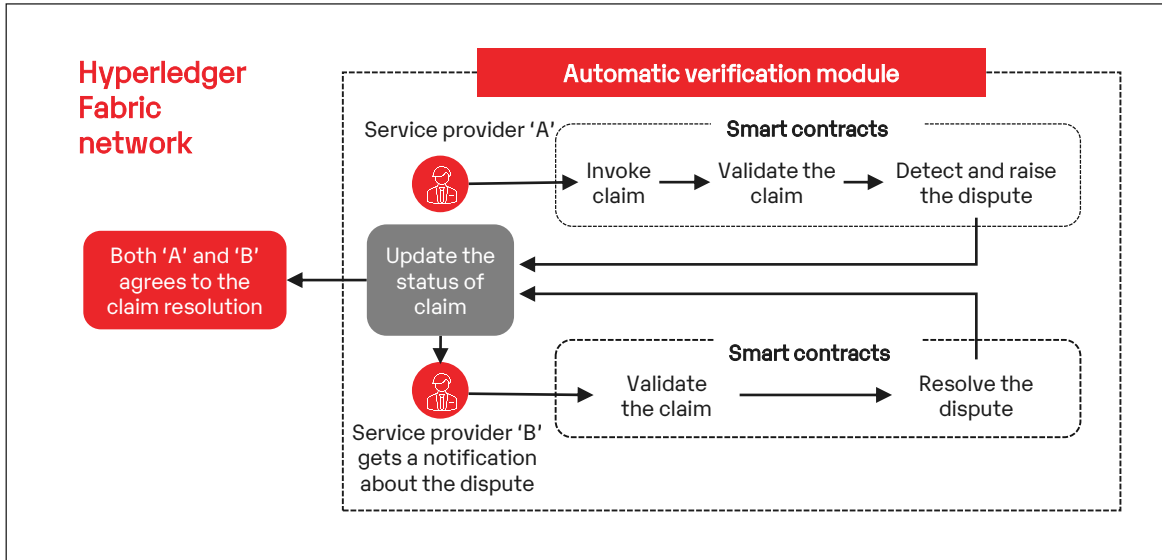 Hyperledger
Fabric
network
Automatic verification module
Service provider ‘A’
Smart contracts
Invoke
claim
Validate the
claim
Detect and raise
the dispute
Both ‘A’ and ‘B’
agrees to the
claim resolution
Update the
status of
claim
Smart contracts
Validate
the claim
Resolve the
dispute
Service provider ‘B’
gets a notification
about the dispute